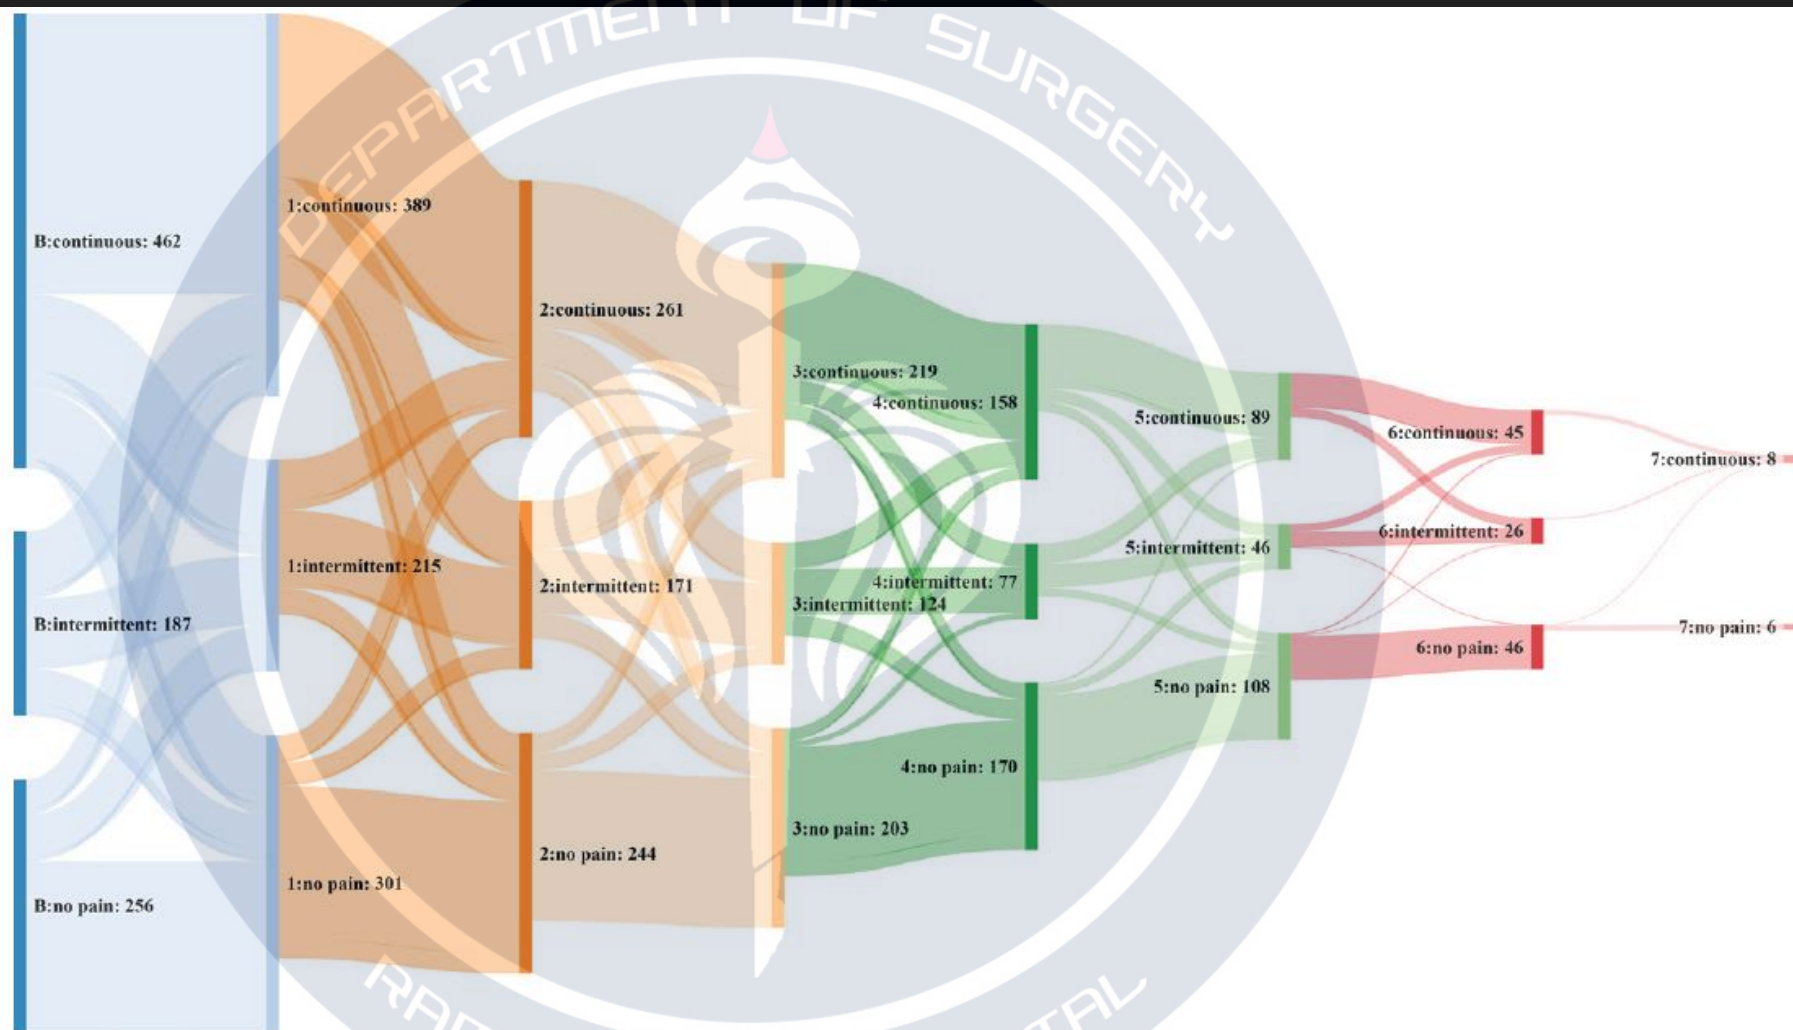 DEPARTMENT OF SURGERY
B:continuous: 462
B:intermittent: 187
B:no pain: 256
1:continuous: 389
1:intermittent: 215
1:no pain: 301
2:continuous: 261
2:intermittent: 171
2:no pain: 244
3:continuous: 219
3:intermittent: 124
3:no pain: 203
4:continuous: 158
4:intermittent: 77
4:no pain: 170
5:continuous: 89
5:intermittent: 46
5:no pain: 108
6:continuous: 45
6:intermittent: 26
6:no pain: 46
7:continuous: 8
7:no pain: 6